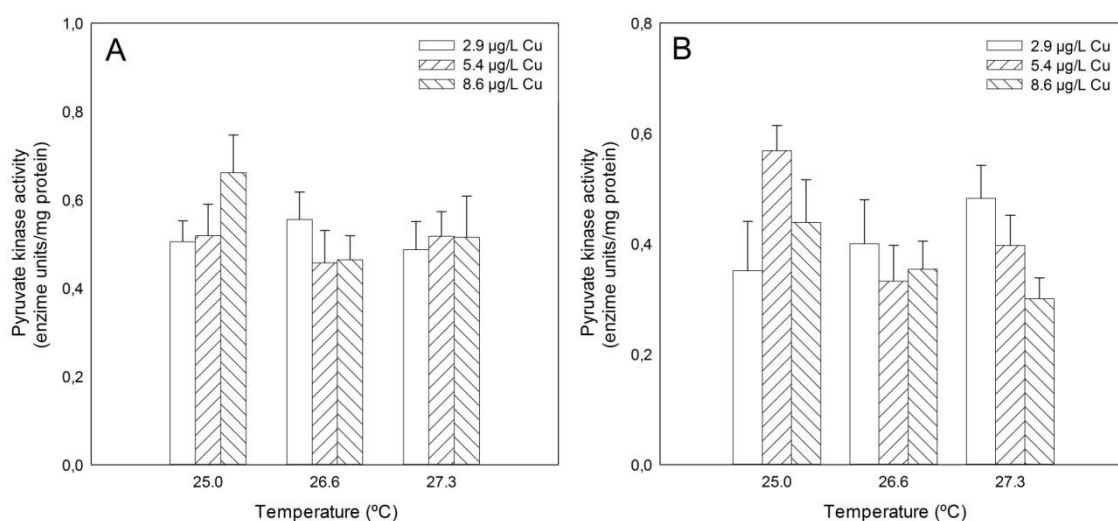 A
2.9 µg/L Cu
5.4 µg/L Cu
8.6 µg/L Cu
Pyruvate kinase activity
(enzime units/mg protein)
1,0
0,8
0,6
0,4
0,2
0,0
25.0
26.6
27.3
Temperature (ºC)
B
2.9 µg/L Cu
5.4 µg/L Cu
8.6 µg/L Cu
Pyruvate kinase activity
(enzime units/mg protein)
0,8
0,6
0,4
0,2
0,0
25.0
26.6
27.3
Temperature (ºC)